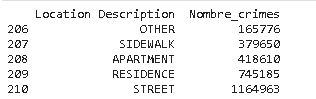 Location Description Nombre_crimes
206 OTHER 165776
207 SIDEWALK 379650
208 APARTMENT 418610
209 RESIDENCE 745185
210 STREET 1164963